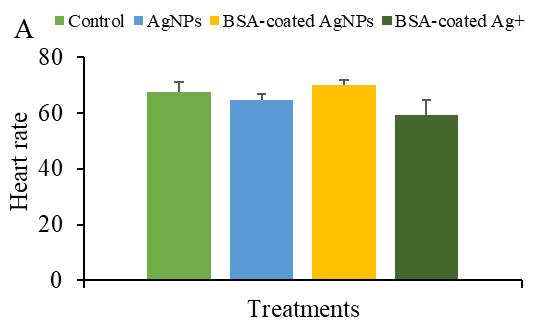 A
Control AgNPs BSA-coated AgNPs BSA-coated Ag+
80
60
40
20
0
Heart rate
Treatments